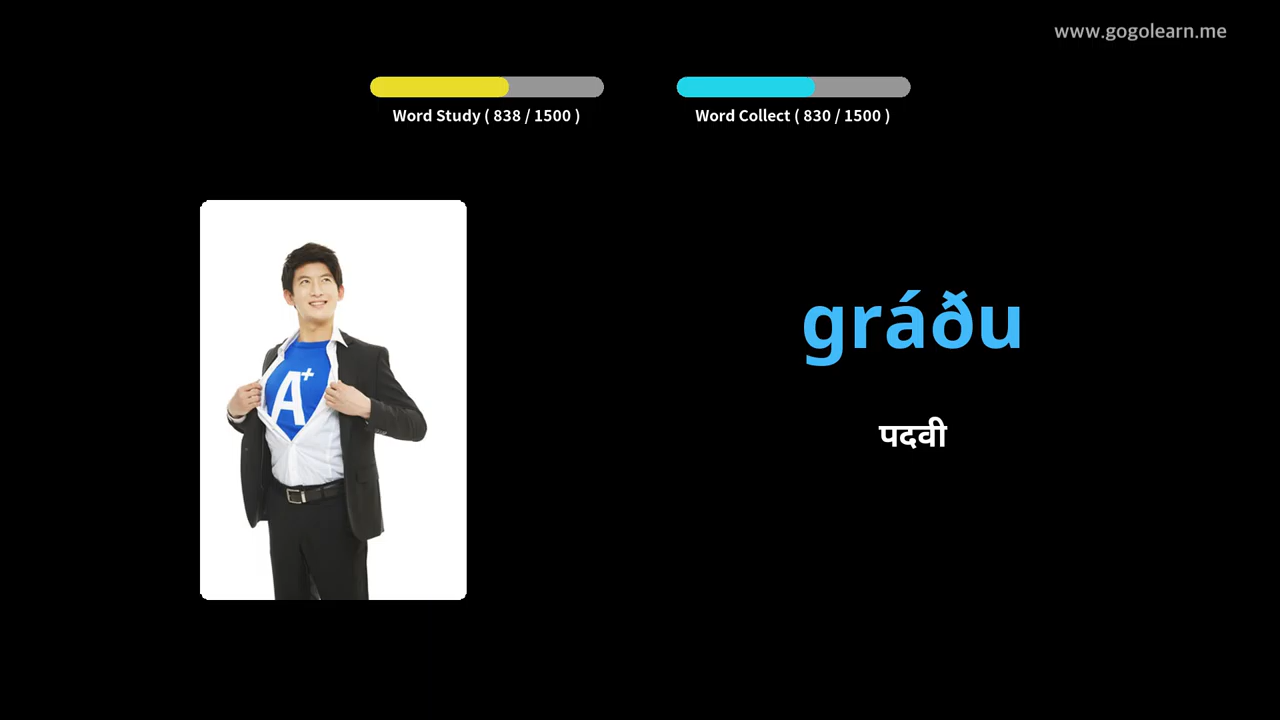 www.gogolearn.me
Word Study ( 838 / 1500 )
Word Collect ( 830 / 1500 )
A+
gráðu
पदवी